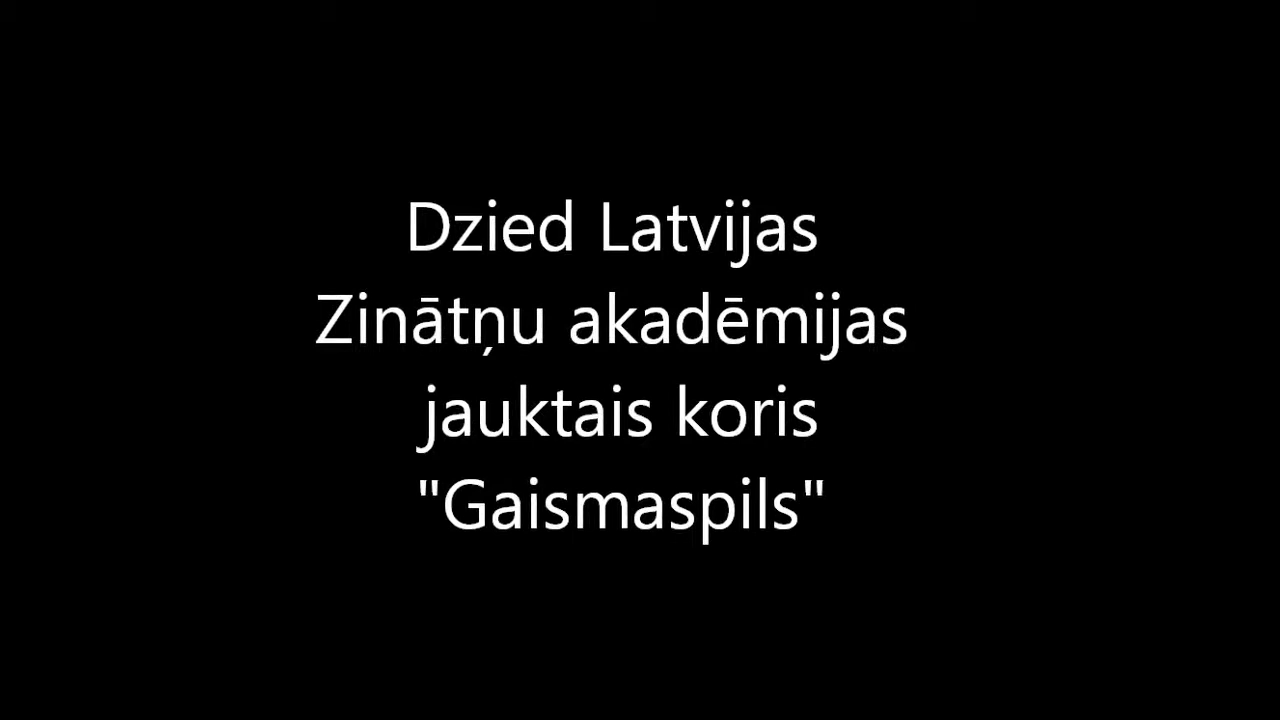 Dzied Latvijas
Zinātņu akadēmijas
jauktais koris
"Gaismaspils"